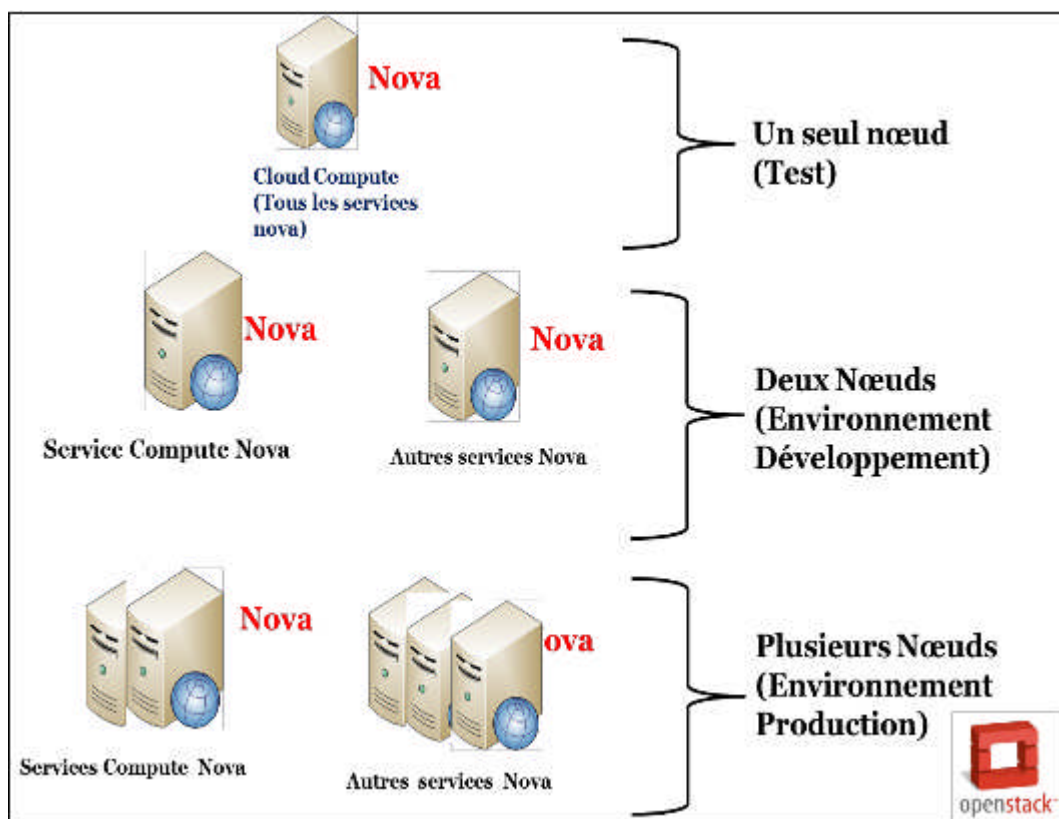 Nova
Cloud Compute
(Tous les services
nova)
Un seul nœud
(Test)
Nova
Service Compute Nova
Nova
Autres services Nova
Deux Nœuds
(Environnement
Développement)
Nova
Services Compute Nova
ova
Autres services Nova
Plusieurs Nœuds
(Environnement
Production)
openstack